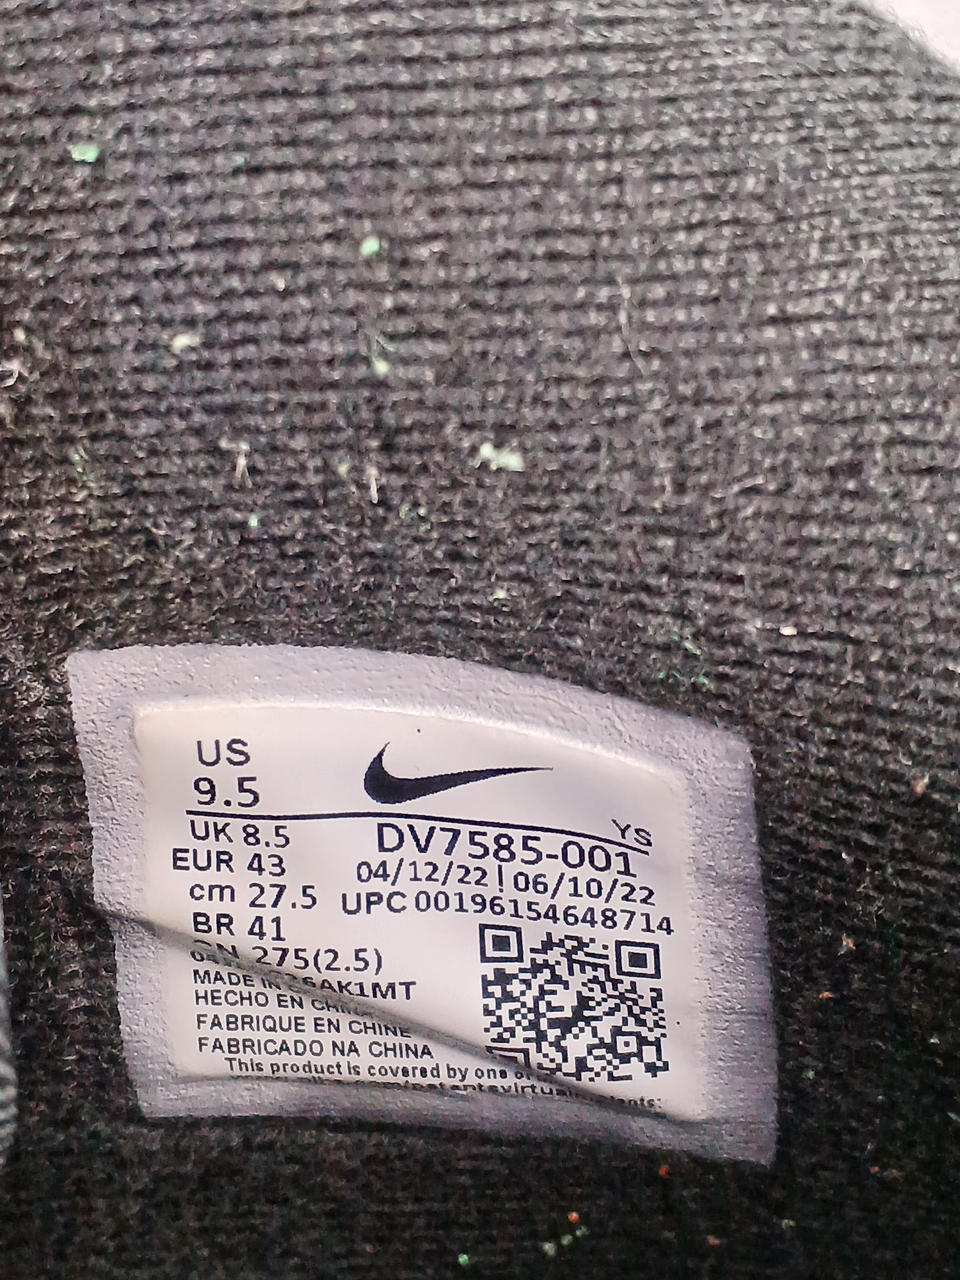 US
9.5
YS
UK 8.5
DV7585-001
EUR 43
04/12/22 | 06/10/22
cm 27.5
UPC 00196154648714
BR 41
275(2.5)
MADE IN
HECHO EN
FABRIQUE EN CHINE
FABRICADO NA CHINA
This product is covered by one